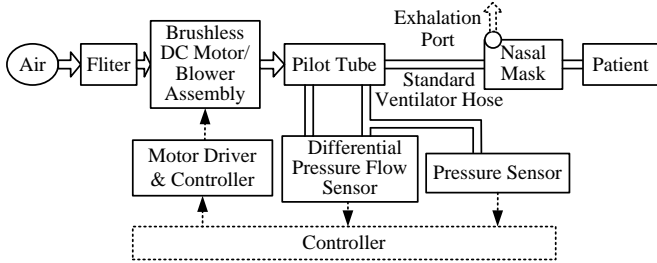 Air
Fliter
Brushless
DC Motor/
Blower
Assembly
Pilot Tube
Exhalation
Port
Standard
Ventilator Hose
Nasal
Mask
Patient
Motor Driver
& Controller
Differential
Pressure Flow
Sensor
Pressure Sensor
Controller